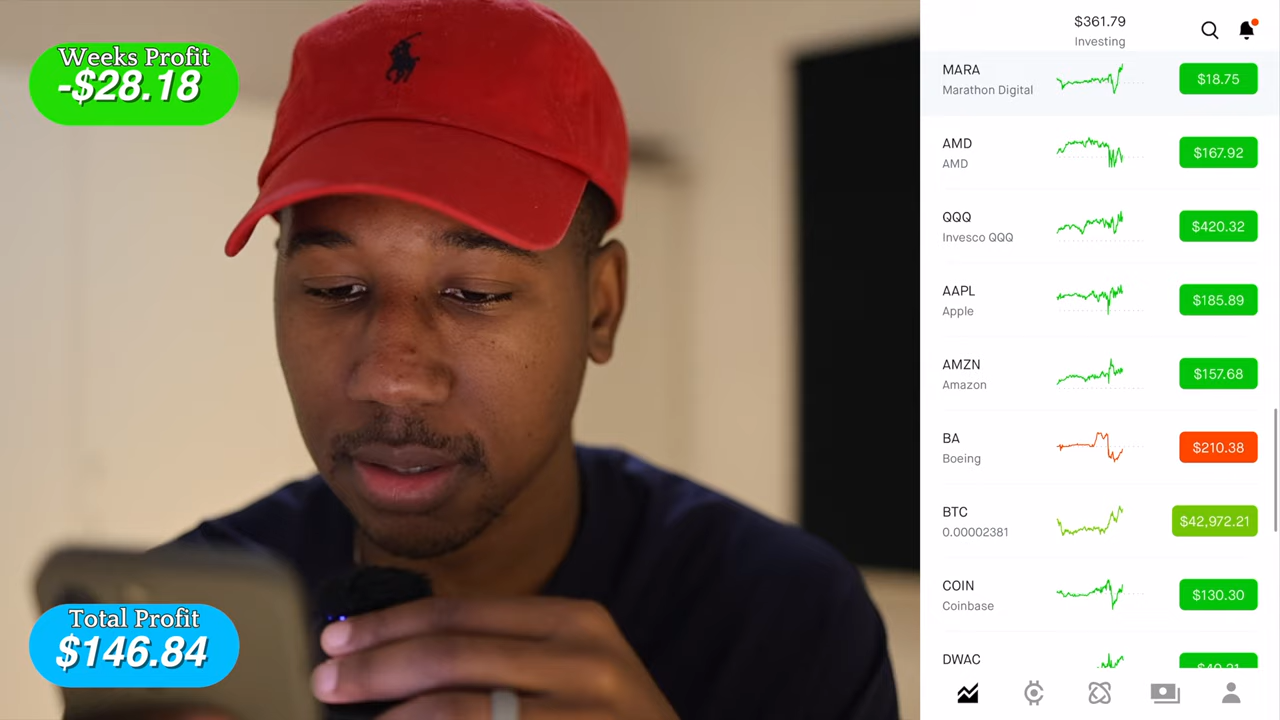 Weeks Profit
-$28.18
Total Profit
$146.84
$361.79
Investing
MARA
Marathon Digital
$18.75
AMD
AMD
$167.92
QQQ
Invesco QQQ
$420.32
AAPL
Apple
$185.89
AMZN
Amazon
$157.68
BA
Boeing
$210.38
BTC
0.00002381
$42,972.21
COIN
Coinbase
$130.30
DWAC